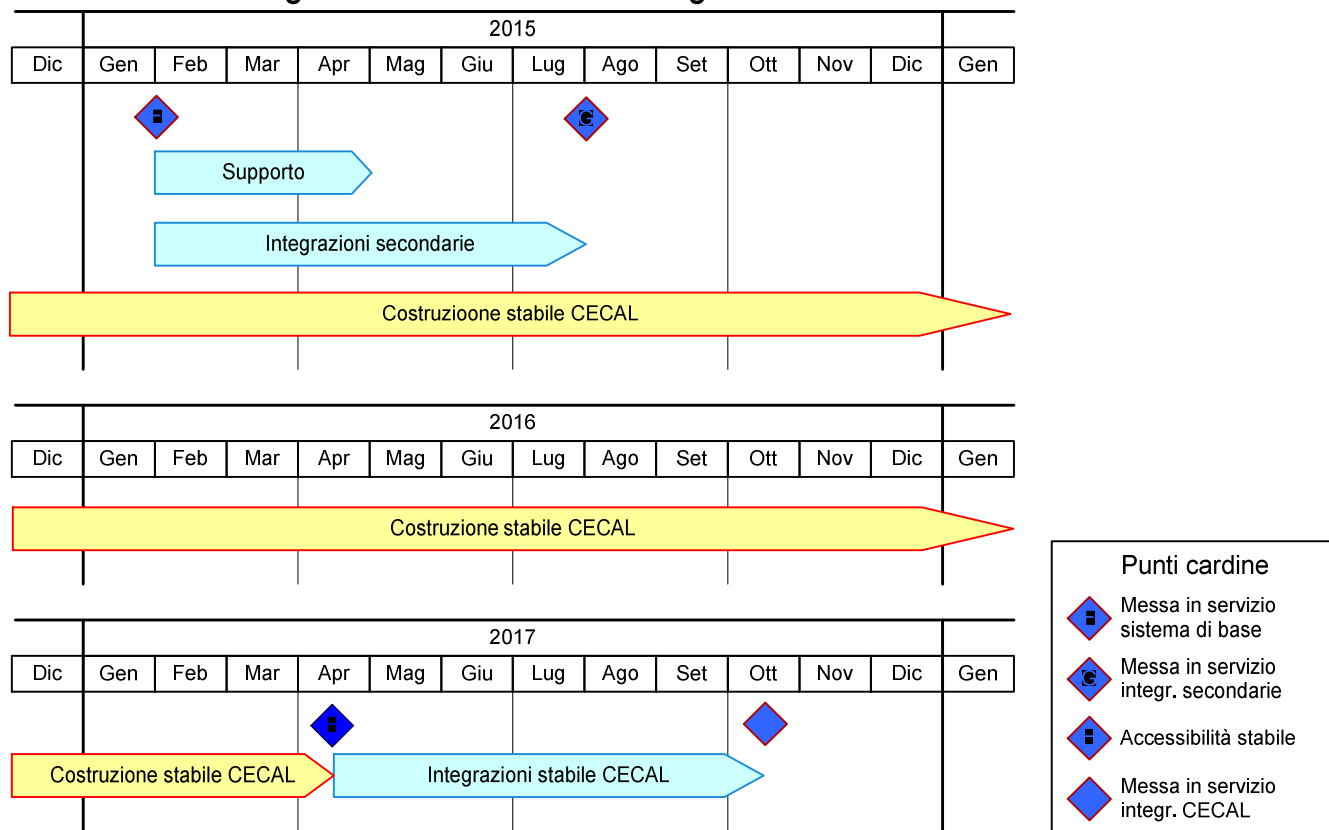 2015
Dic Gen Feb Mar Apr Mag Giu Lug Ago Set Ott Nov Dic Gen
Supporto
Integrazioni secondarie
Costruzioone stabile CECAL
2016
Dic Gen Feb Mar Apr Mag Giu Lug Ago Set Ott Nov Dic Gen
Costruzione stabile CECAL
2017
Dic Gen Feb Mar Apr Mag Giu Lug Ago Set Ott Nov Dic Gen
Costruzione stabile CECAL
Integrazioni stabile CECAL
Punti cardine
Messa in servizio
sistema di base
Messa in servizio
integr. secondarie
Accessibilità stabile
Messa in servizio
integr. CECAL